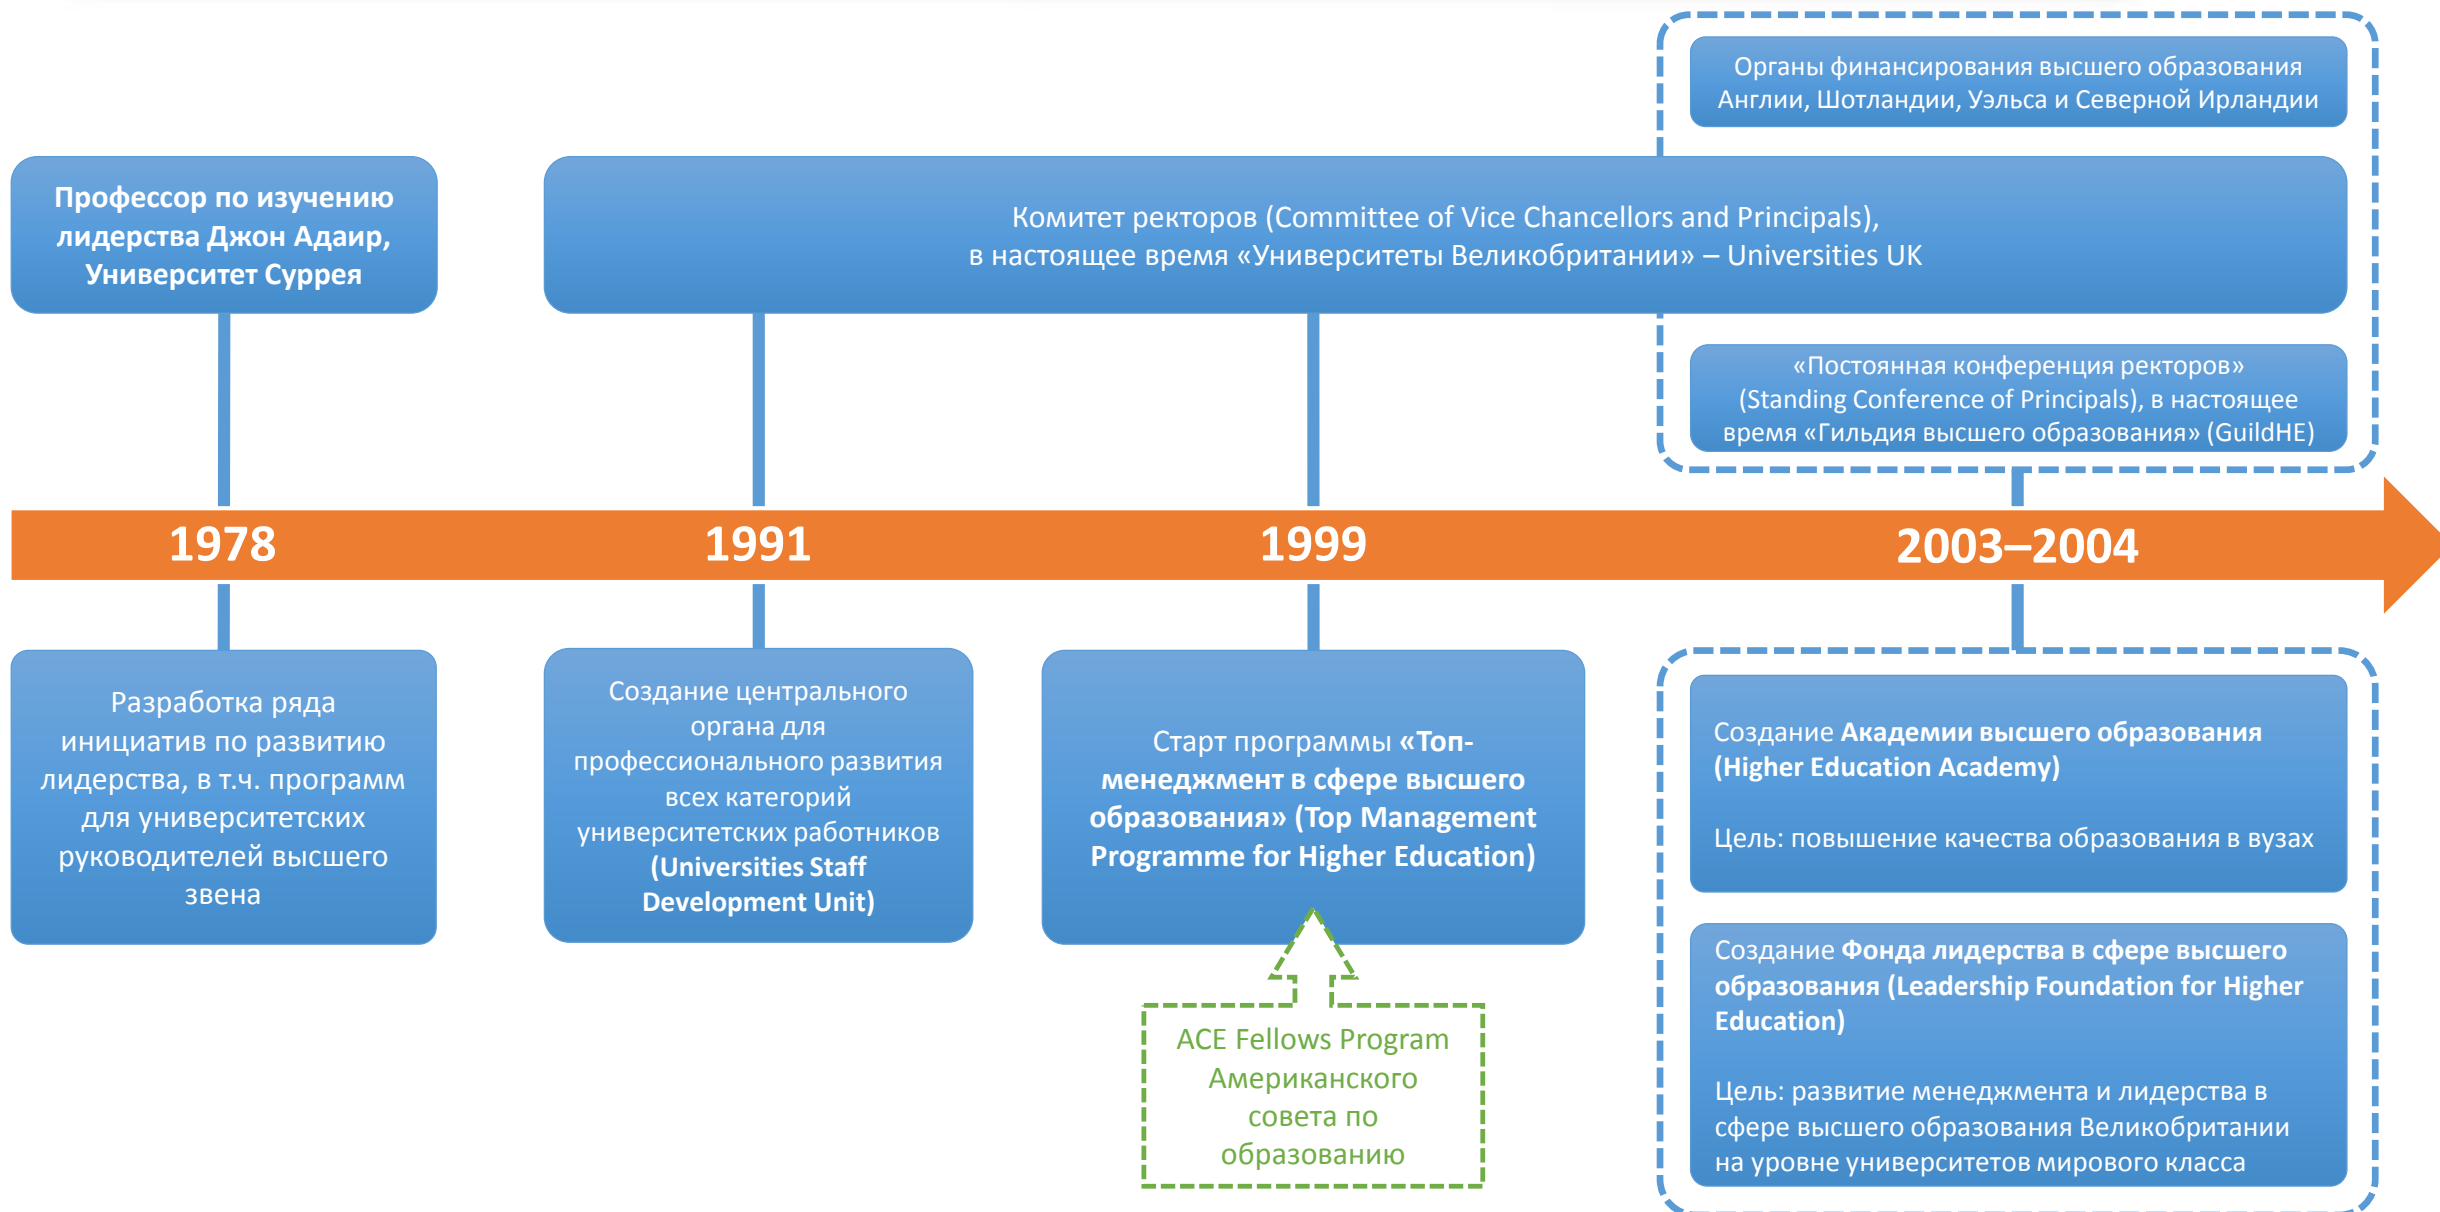 Органы финансирования высшего образования
Англии, Шотландии, Уэльса и Северной Ирландии
Профессор по изучению
лидерства Джон Адаир,
Университет Суррея
Комитет ректоров (Committee of Vice Chancellors and Principals),
в настоящее время «Университеты Великобритании» – Universities UK
«Постоянная конференция ректоров»
(Standing Conference of Principals), в настоящее
время «Гильдия высшего образования» (GuildHE)
1978
1991
1999
2003–2004
Разработка ряда
инициатив по развитию
лидерства, в т.ч. программ
для университетских
руководителей высшего
звена
Создание центрального
органа для
профессионального развития
всех категорий
университетских работников
(Universities Staff
Development Unit)
Старт программы «Топ-
менеджмент в сфере высшего
образования» (Top Management
Programme for Higher Education)
ACE Fellows Program
Американского
совета по
образованию
Создание Академии высшего образования
(Higher Education Academy)
Цель: повышение качества образования в вузах
Создание Фонда лидерства в сфере высшего
образования (Leadership Foundation for Higher
Education)
Цель: развитие менеджмента и лидерства в
сфере высшего образования Великобритании
на уровне университетов мирового класса